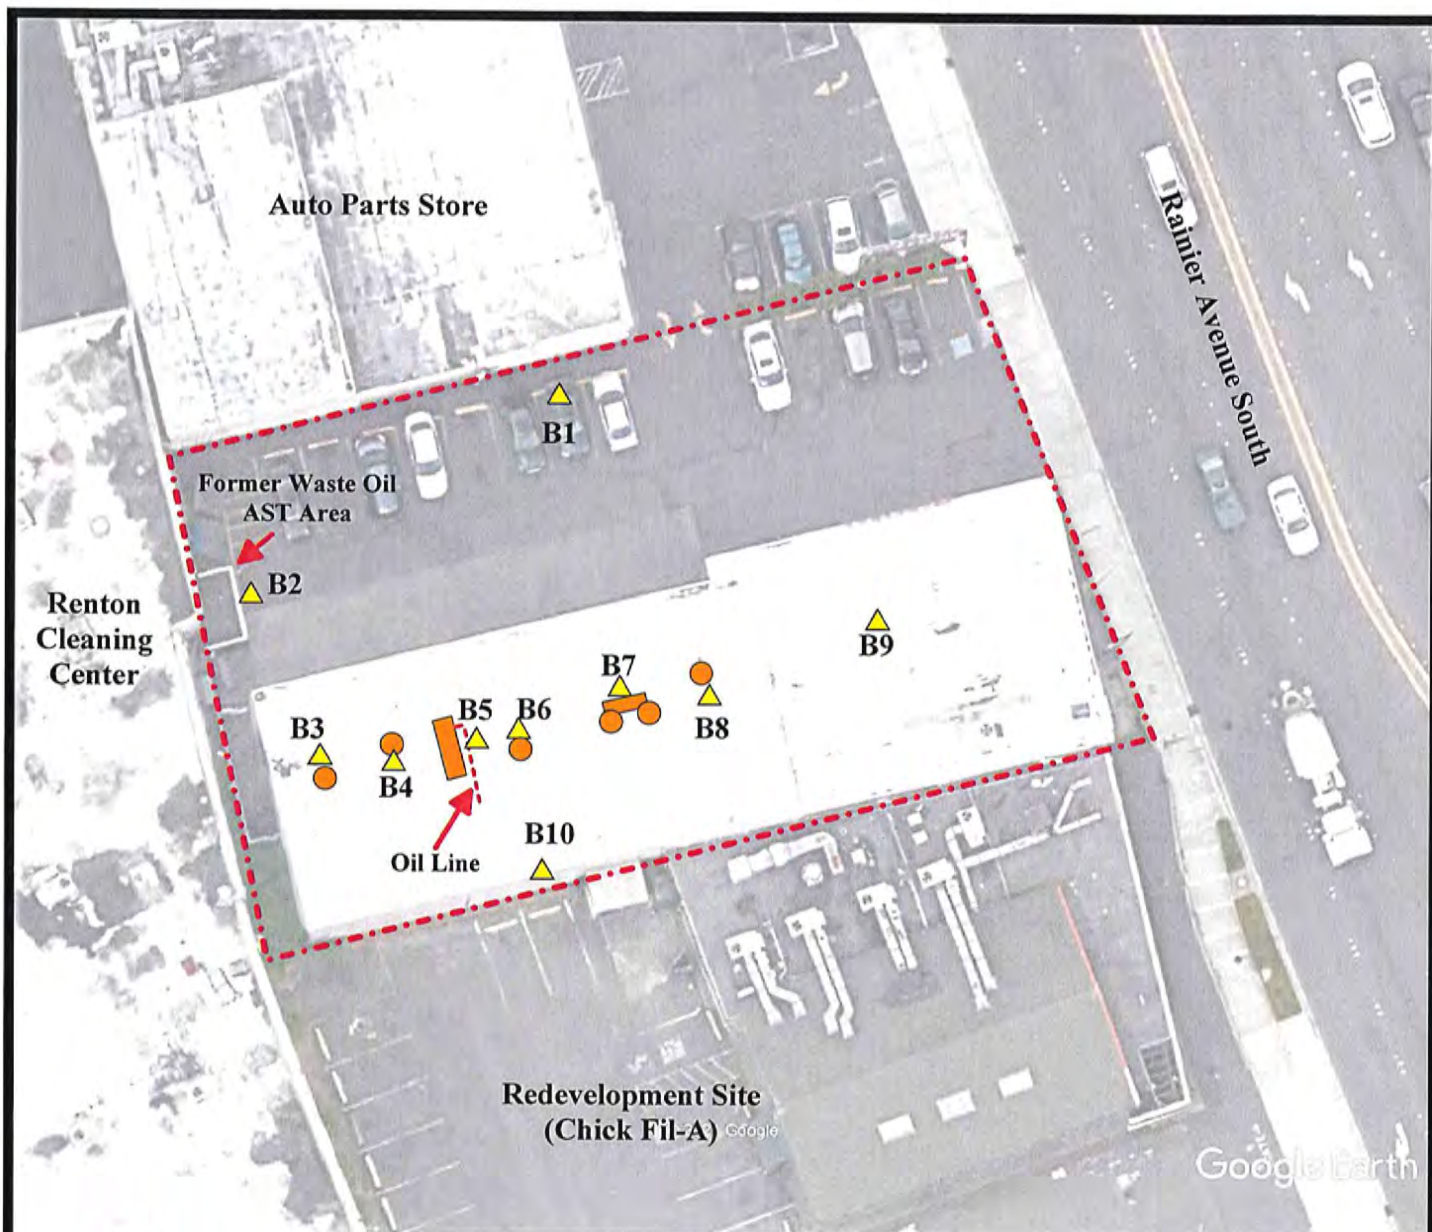 Auto Parts Store
Rainier Avenue South
B1
Former Waste Oil
AST Area
B2
Renton
Cleaning
Center
B9
B7
B3
B5
B6
B8
B4
B10
Oil Line
Redevelopment Site
(Chick Fil-A)
Google
Google Earth